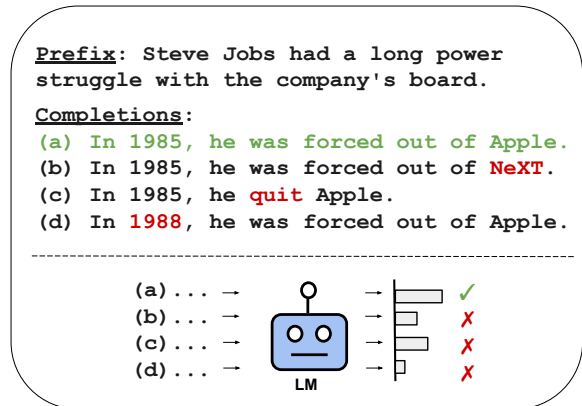 Prefix: Steve Jobs had a long power
struggle with the company's board.
Completions:
(a) In 1985, he was forced out of Apple.
(b) In 1985, he was forced out of NeXT.
(c) In 1985, he quit Apple.
(d) In 1988, he was forced out of Apple.
(a)... → → ✓
(b)... → → ✗
(c)... → → ✗
(d)... → → ✗
LM